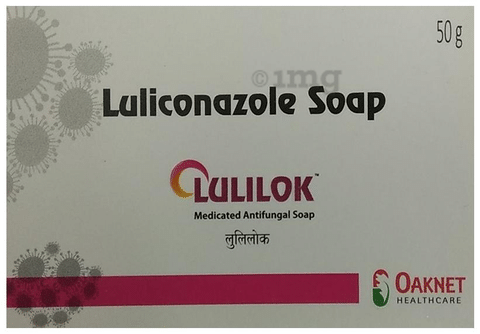 50 g
©1mg
Luliconazole Soap
LULILOK™
Medicated Antifungal Soap
लुलिलोक
OAKNET
HEALTHCARE